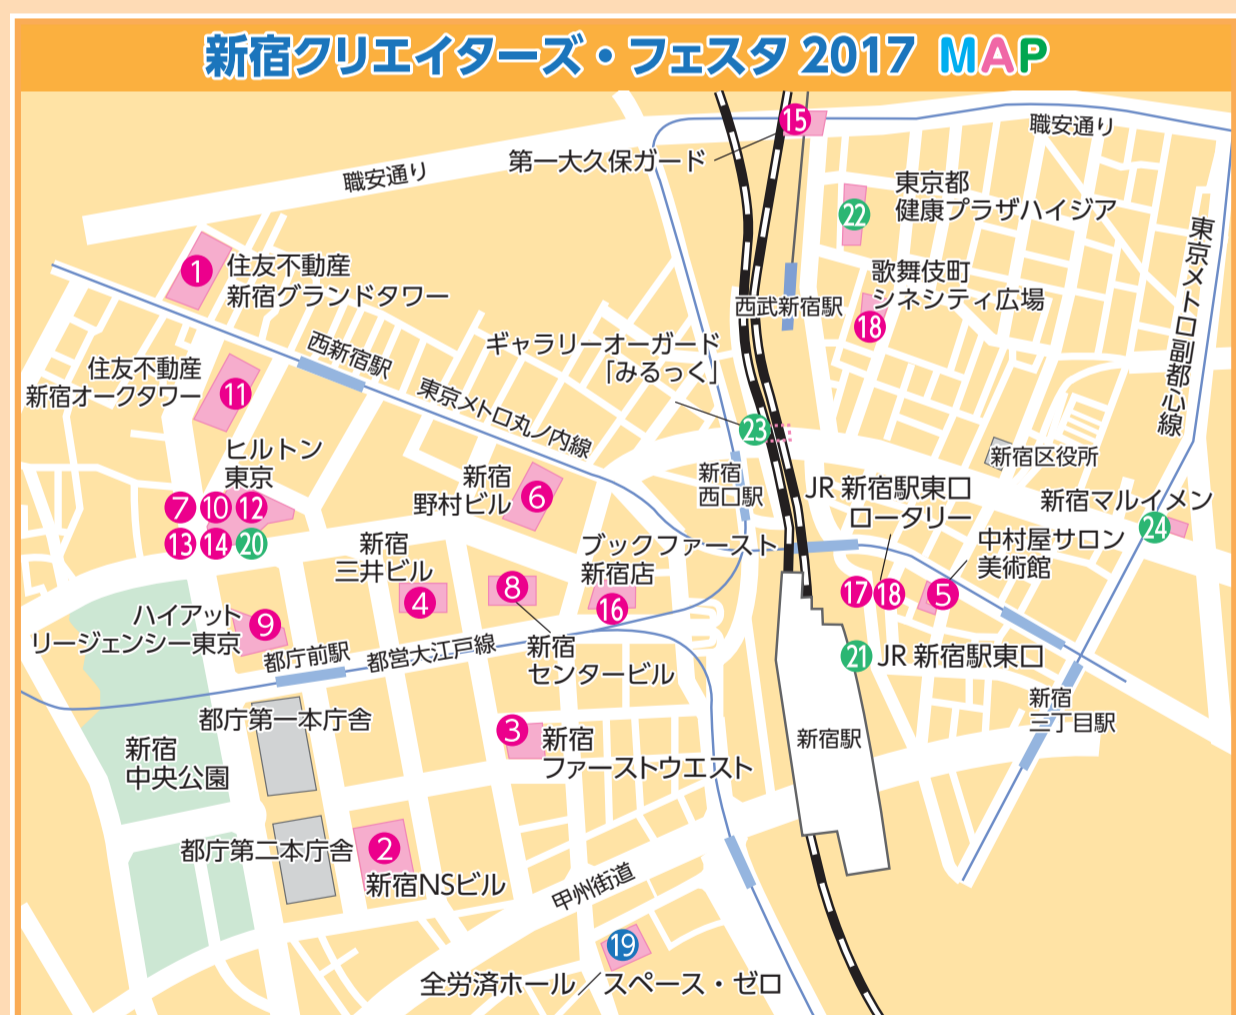 新宿クリエイターズ・フェスタ 2017 MAP
職安通り
15
第一大久保ガード
職安通り
東京都
健康プラザハイジア
22
東京メトロ副都心線
1
住友不動産
新宿グランドタワー
歌舞伎町
シネシティ広場
18
西武新宿駅
西新宿駅
ギャラリーオーガード
「みるっく」
23
住友不動産
新宿オークタワー
11
東京メトロ丸ノ内線
ヒルトン
東京
7 10 12
13 14 20
新宿
野村ビル
6
新宿
西口駅
新宿区役所
JR 新宿駅東口
ロータリー
17 18
新宿マルイメン
24
中村屋サロン
美術館
5
新宿
三井ビル
4
8
新宿
センタービル
ブックファースト
新宿店
16
ハイアット
リージェンシー東京
9
都庁前駅
都営大江戸線
21
JR 新宿駅東口
新宿
三丁目駅
都庁第一本庁舎
新宿
中央公園
3
新宿
ファーストウエスト
新宿駅
都庁第二本庁舎
2
新宿NSビル
甲州街道
19
全労済ホール／スペース・ゼロ